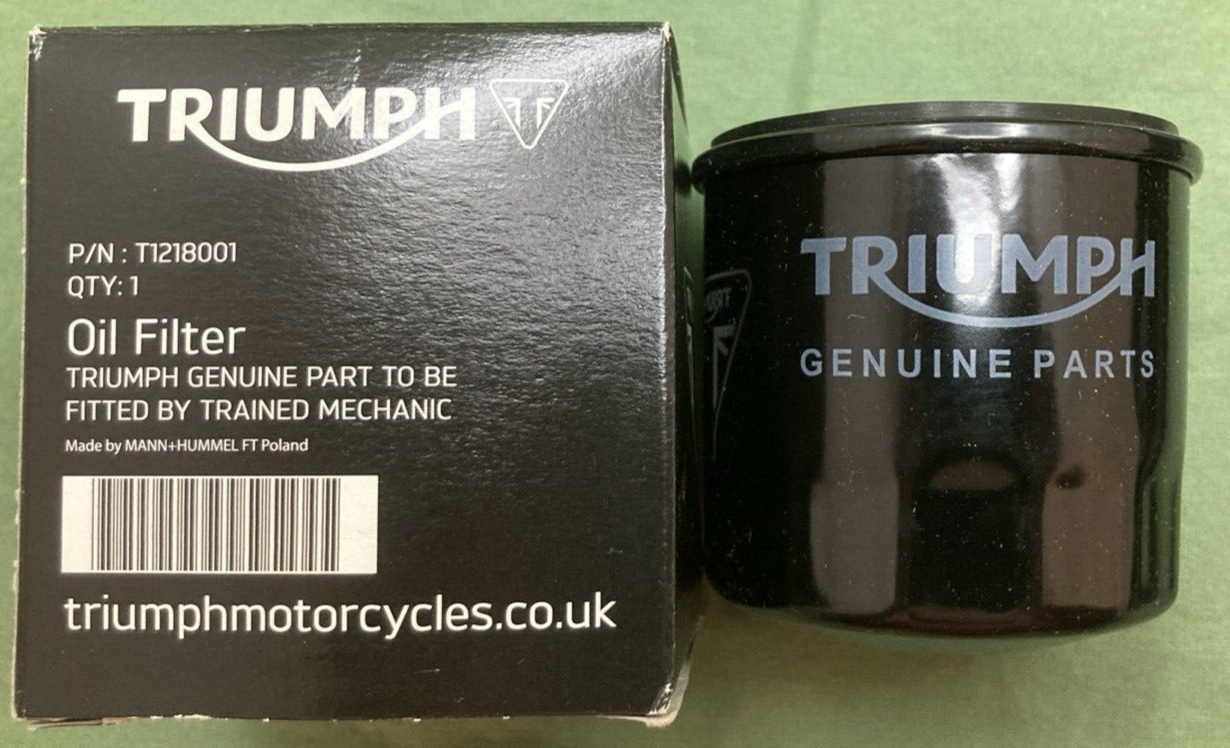 TRIUMPH
P/N : T1218001
QTY: 1
Oil Filter
TRIUMPH GENUINE PART TO BE
FITTED BY TRAINED MECHANIC
Made by MANN+HUMMEL FT Poland
triumphmotorcycles.co.uk
TRIUMPH
GENUINE PARTS